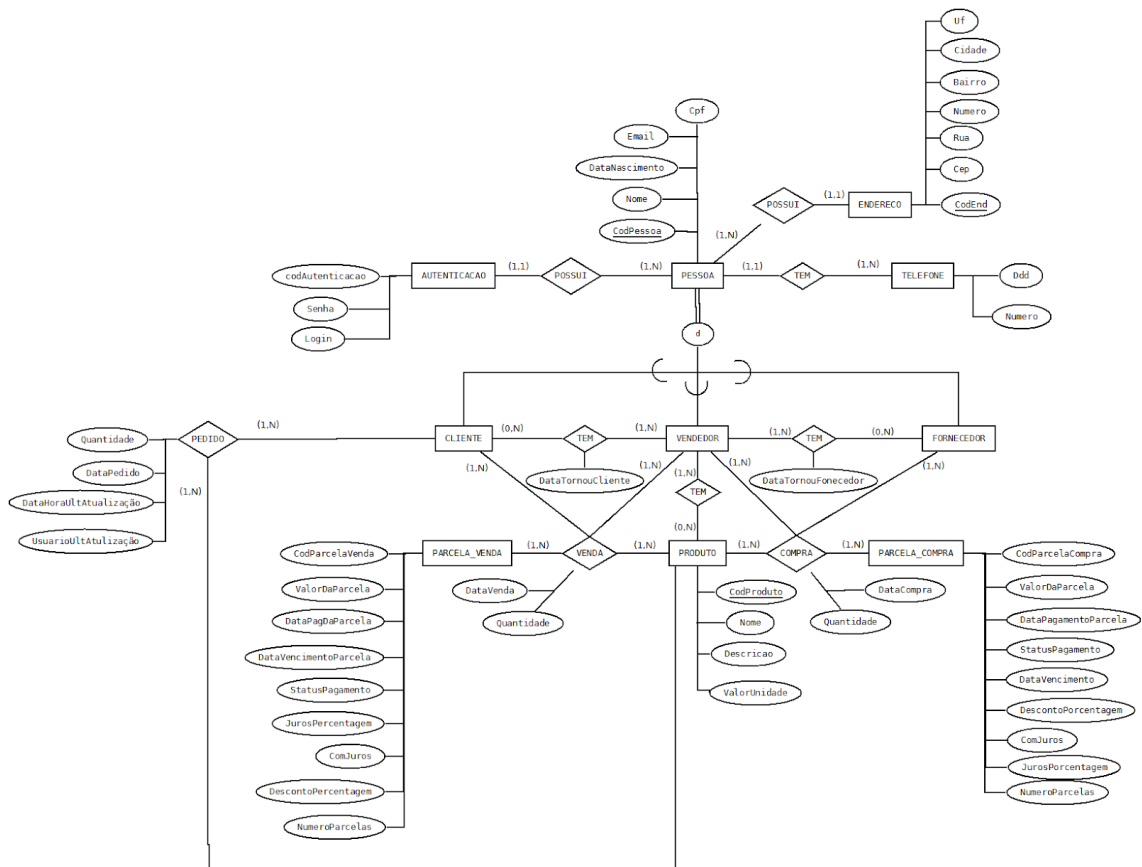 Uf
Cidade
Bairro
Numero
Rua
Cep
CodEnd
Cpf
Email
DataNascimento
Nome
CodPessoa
POSSUI
(1,1)
ENDERECO
(1,N)
codAutenticacao
Senha
Login
AUTENTICACAO
(1,1)
POSSUI
(1,N)
PESSOA
(1,1)
TEM
(1,N)
TELEFONE
Ddd
Numero
d
Quantidade
DataPedido
DataHoraUltAtualização
UsuarioUltAtulização
PEDIDO
(1,N)
(1,N)
CLIENTE
(0,N)
TEM
(1,N)
DataTornouCliente
VENDEDOR
(1,N)
TEM
(0,N)
DataTornouFonecedor
FORNECEDOR
(1,N)
(1,N)
(1,N)
(1,N)
(1,N)
TEM
(0,N)
CodParcelaVenda
ValorDaParcela
DataPagDaParcela
DataVencimentoParcela
StatusPagamento
JurosPercentagem
ComJuros
DescontoPercentagem
NumeroParcelas
PARCELA_VENDA
(1,N)
VENDA
(1,N)
DataVenda
Quantidade
PRODUTO
CodProduto
Nome
Descricao
ValorUnidade
(1,N)
COMPRA
(1,N)
DataCompra
Quantidade
PARCELA_COMPRA
CodParcelaCompra
ValorDaParcela
DataPagamentoParcela
StatusPagamento
DataVencimento
DescontoPorcentagem
ComJuros
JurosPorcentagem
NumeroParcelas